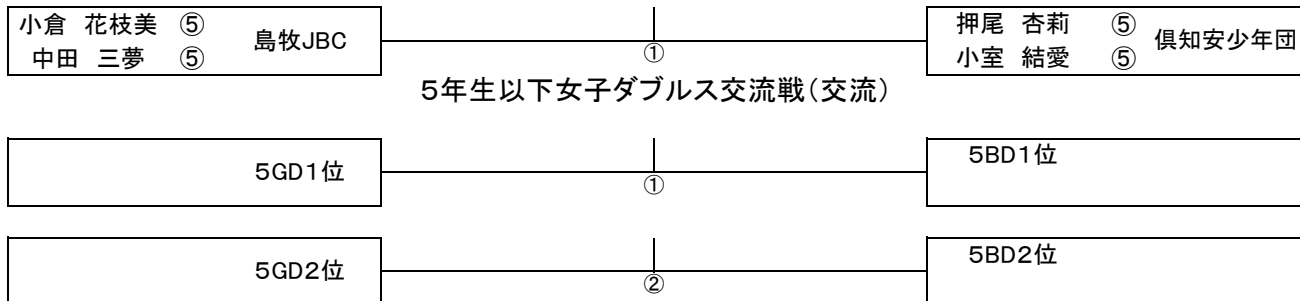 小倉 花枝美 ⑤
中田 三夢 ⑤
島牧JBC
①
押尾 杏莉 ⑤
小室 結愛 ⑤
倶知安少年団
5年生以下女子ダブルス交流戦(交流)
5GD1位
①
5BD1位
5GD2位
②
5BD2位